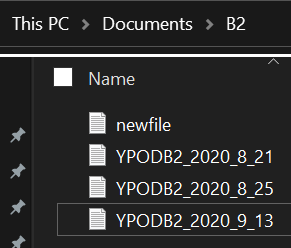 This PC > Documents > B2
Name
newfile
YPODB2_2020_8_21
YPODB2_2020_8_25
YPODB2_2020_9_13